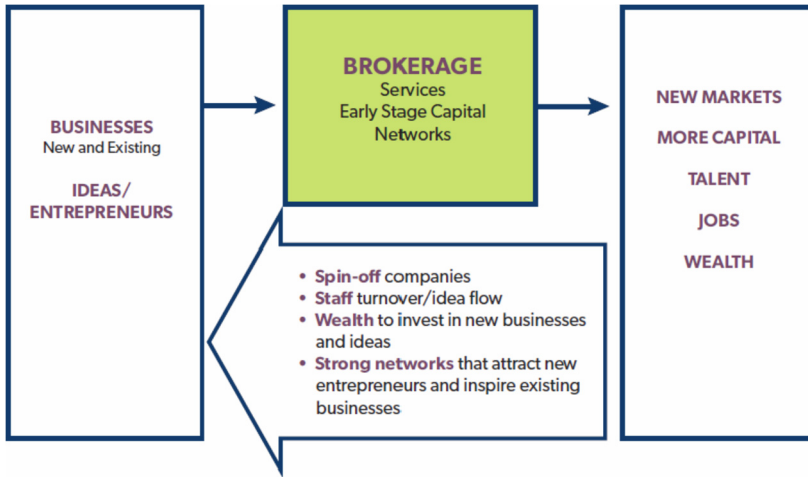 BUSINESSES
New and Existing
IDEAS/
ENTREPRENEURS
BROKERAGE
Services
Early Stage Capital
Networks
• Spin-off companies
• Staff turnover/idea flow
• Wealth to invest in new businesses
and ideas
• Strong networks that attract new
entrepreneurs and inspire existing
businesses
NEW MARKETS
MORE CAPITAL
TALENT
JOBS
WEALTH